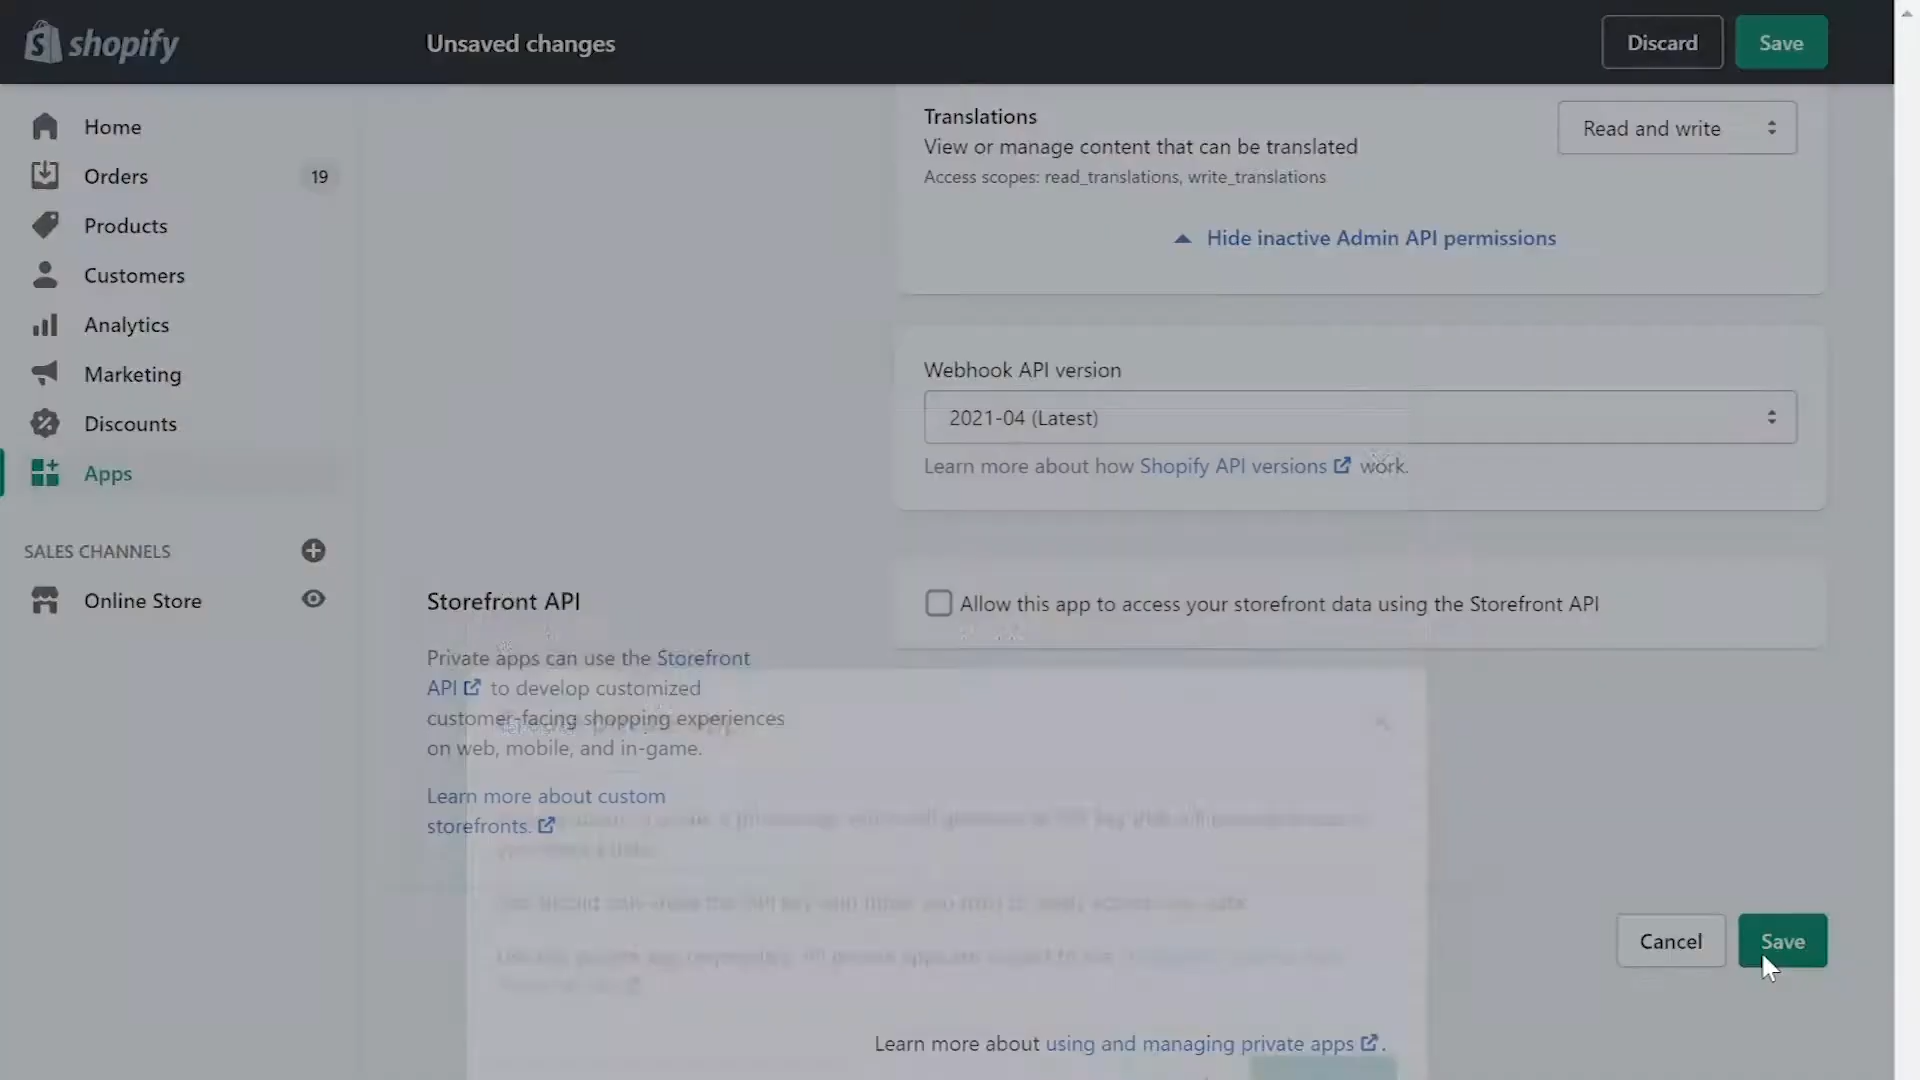 shopify
Unsaved changes
Discard
Save
Home
Orders
19
Products
Customers
Analytics
Marketing
Discounts
Apps
SALES CHANNELS
Online Store
Translations
View or manage content that can be translated
Access scopes: read_translations, write_translations
Read and write
Hide inactive Admin API permissions
Webhook API version
2021-04 (Latest)
Learn more about how Shopify API versions work.
Storefront API
Private apps can use the Storefront
API to develop customized
customer-facing shopping experiences
on web, mobile, and in-game.
Learn more about custom
storefronts.
Allow this app to access your storefront data using the Storefront API
Cancel
Save
Learn more about using and managing private apps .